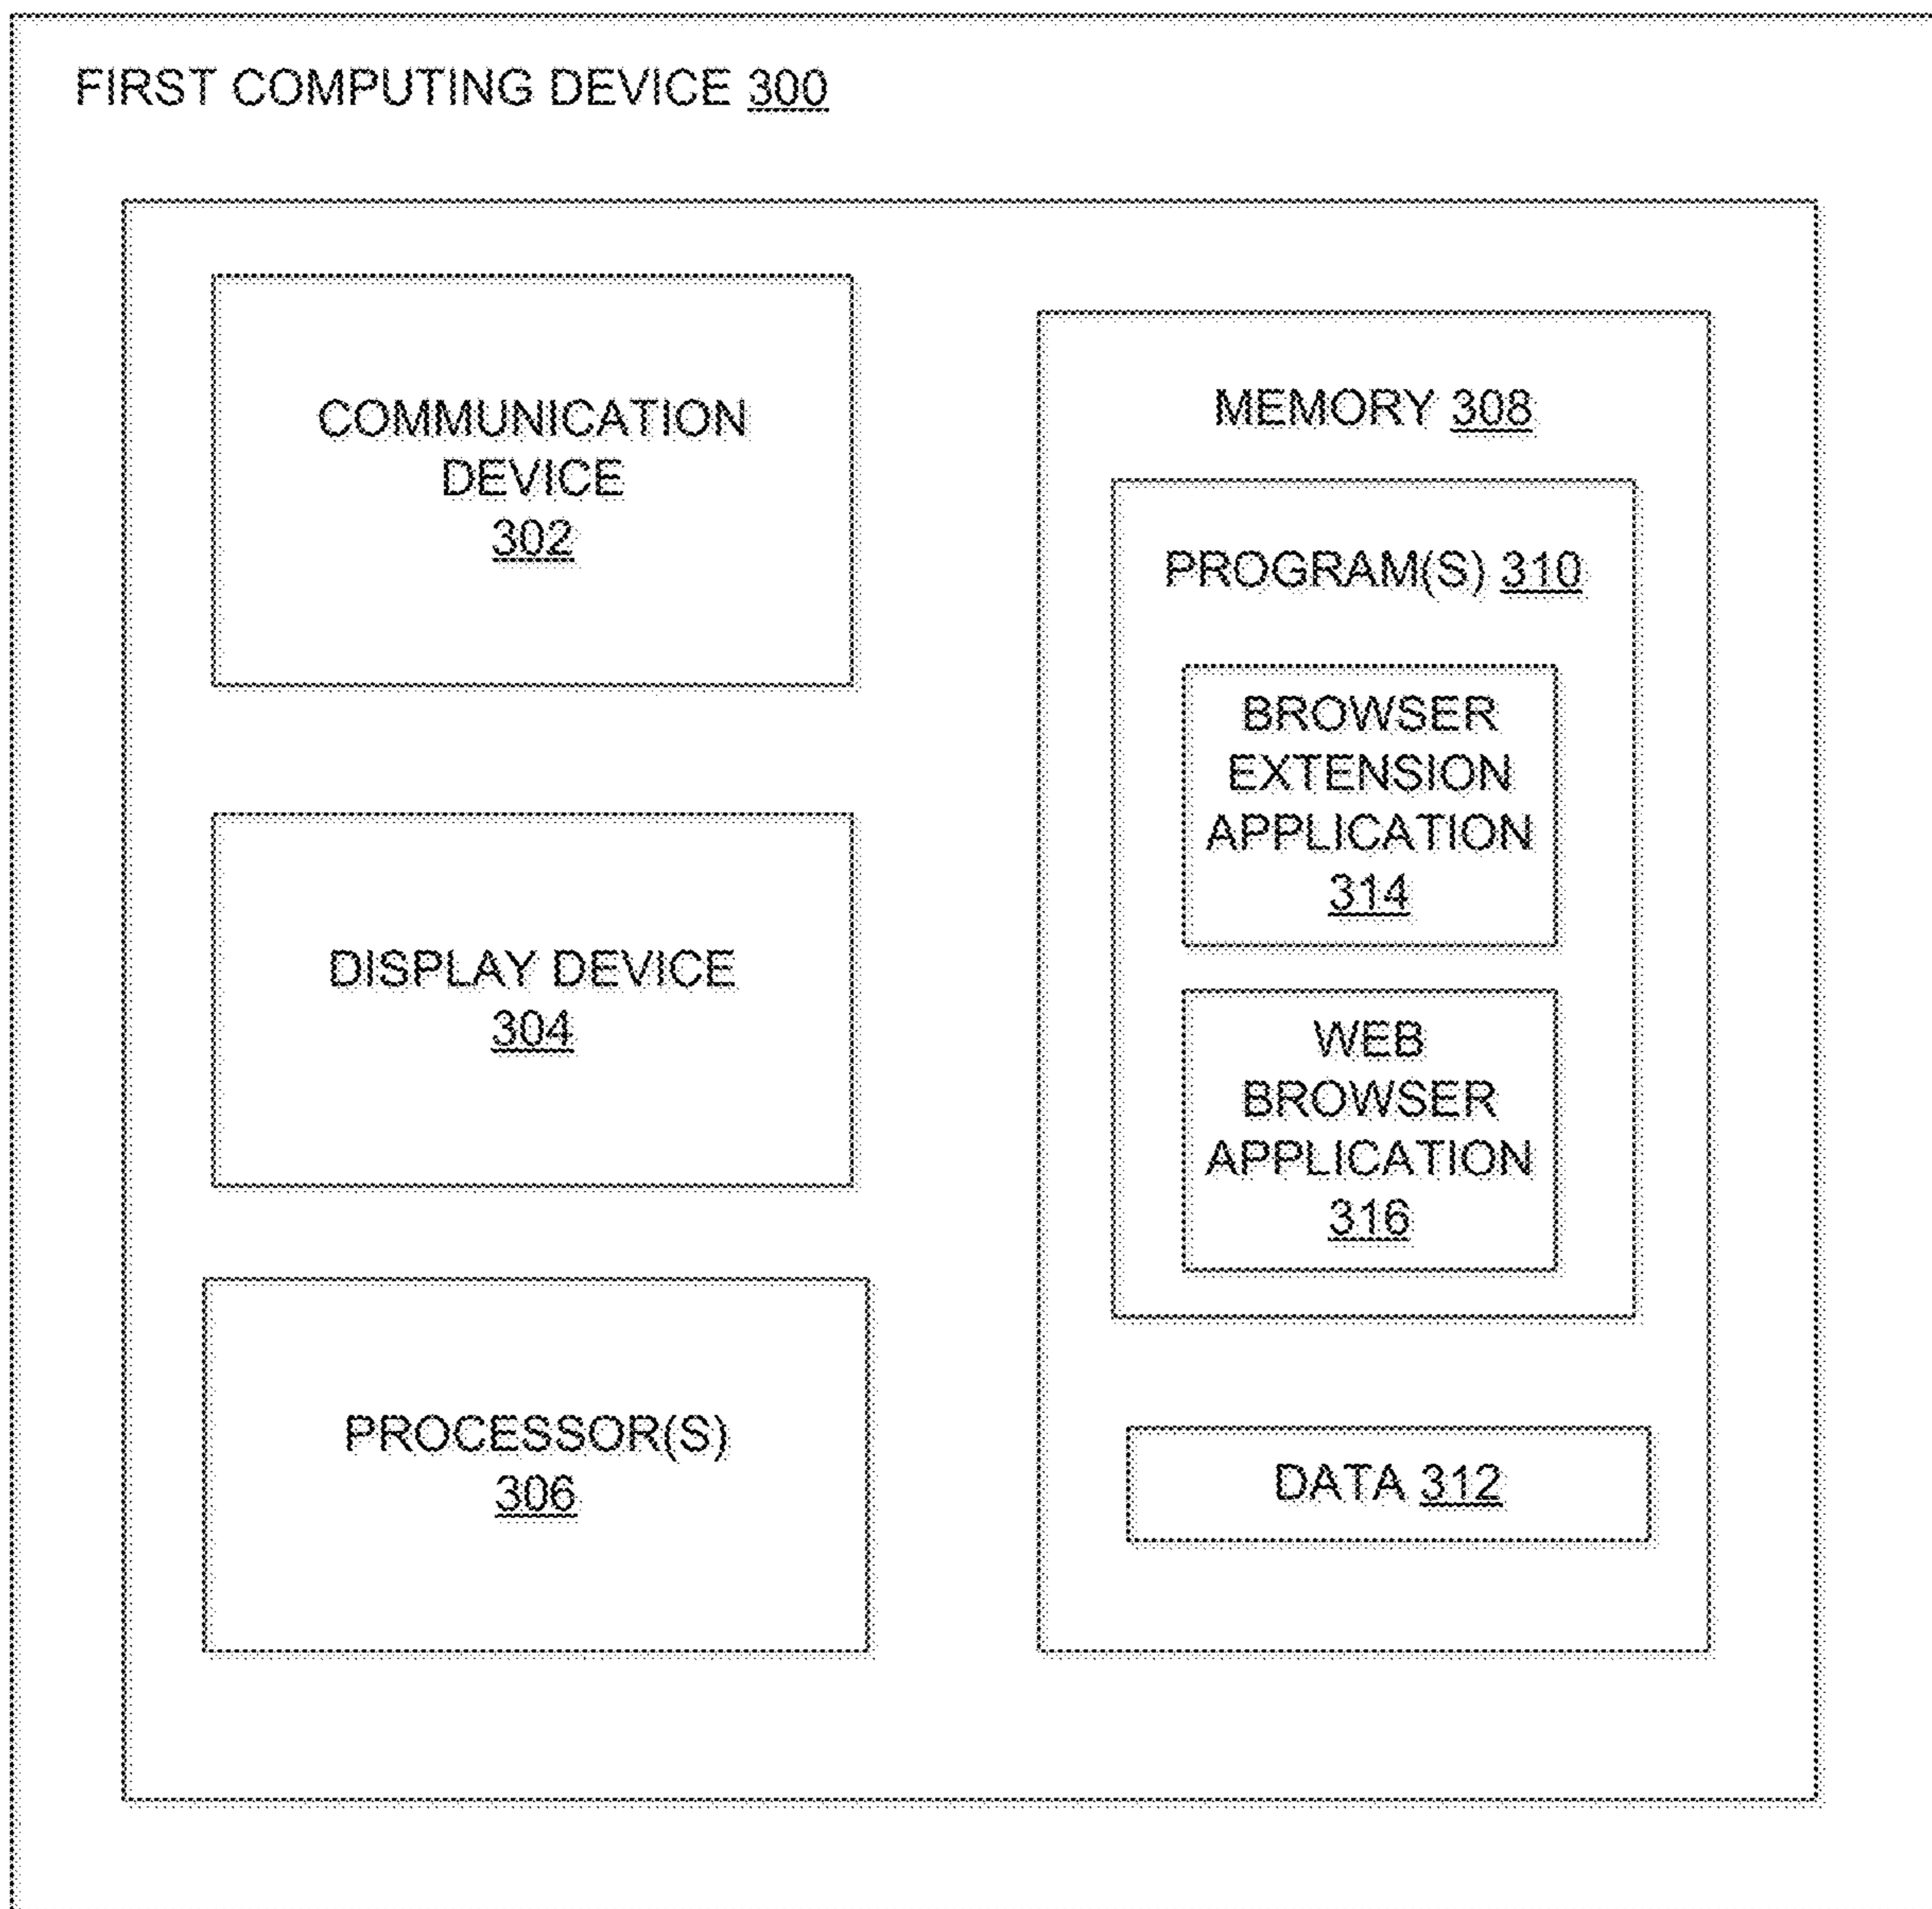 FIRST COMPUTING DEVICE 300
COMMUNICATION
DEVICE
302
DISPLAY DEVICE
304
PROCESSOR(S)
306
MEMORY 308
PROGRAM(S) 310
BROWSER
EXTENSION
APPLICATION
314
WEB
BROWSER
APPLICATION
316
DATA 312